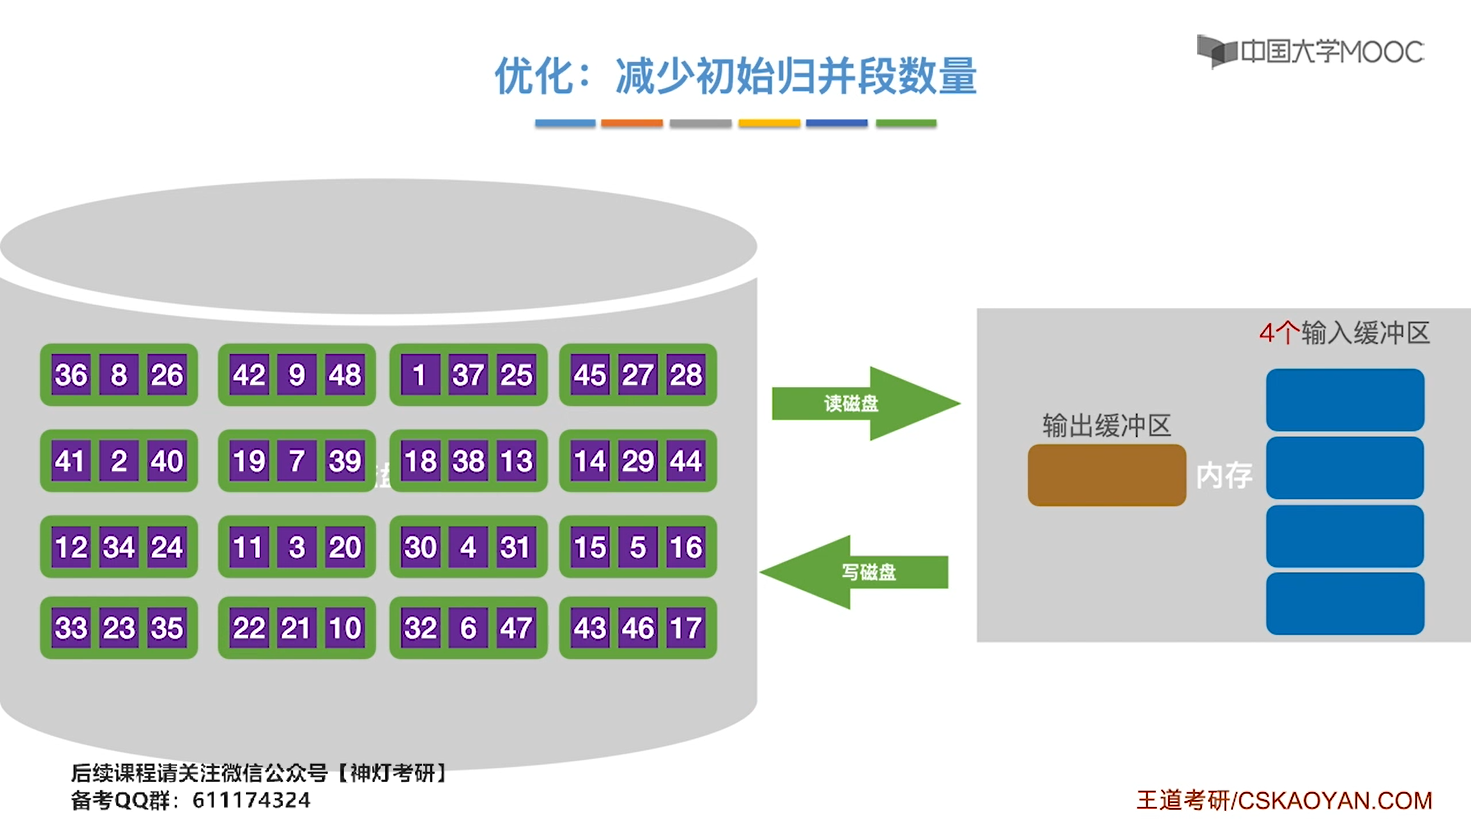 中国大学MOOC
优化：减少初始归并段数量
36 8 26 42 9 48 1 37 25 45 27 28
41 2 40 19 7 39 18 38 13 14 29 44
12 34 24 11 3 20 30 4 31 15 5 16
33 23 35 22 21 10 32 6 47 43 46 17
读磁盘
写磁盘
4个输入缓冲区
输出缓冲区
内存
后续课程请关注微信公众号【神灯考研】
备考QQ群：611174324
王道考研/CSKAOYAN.COM